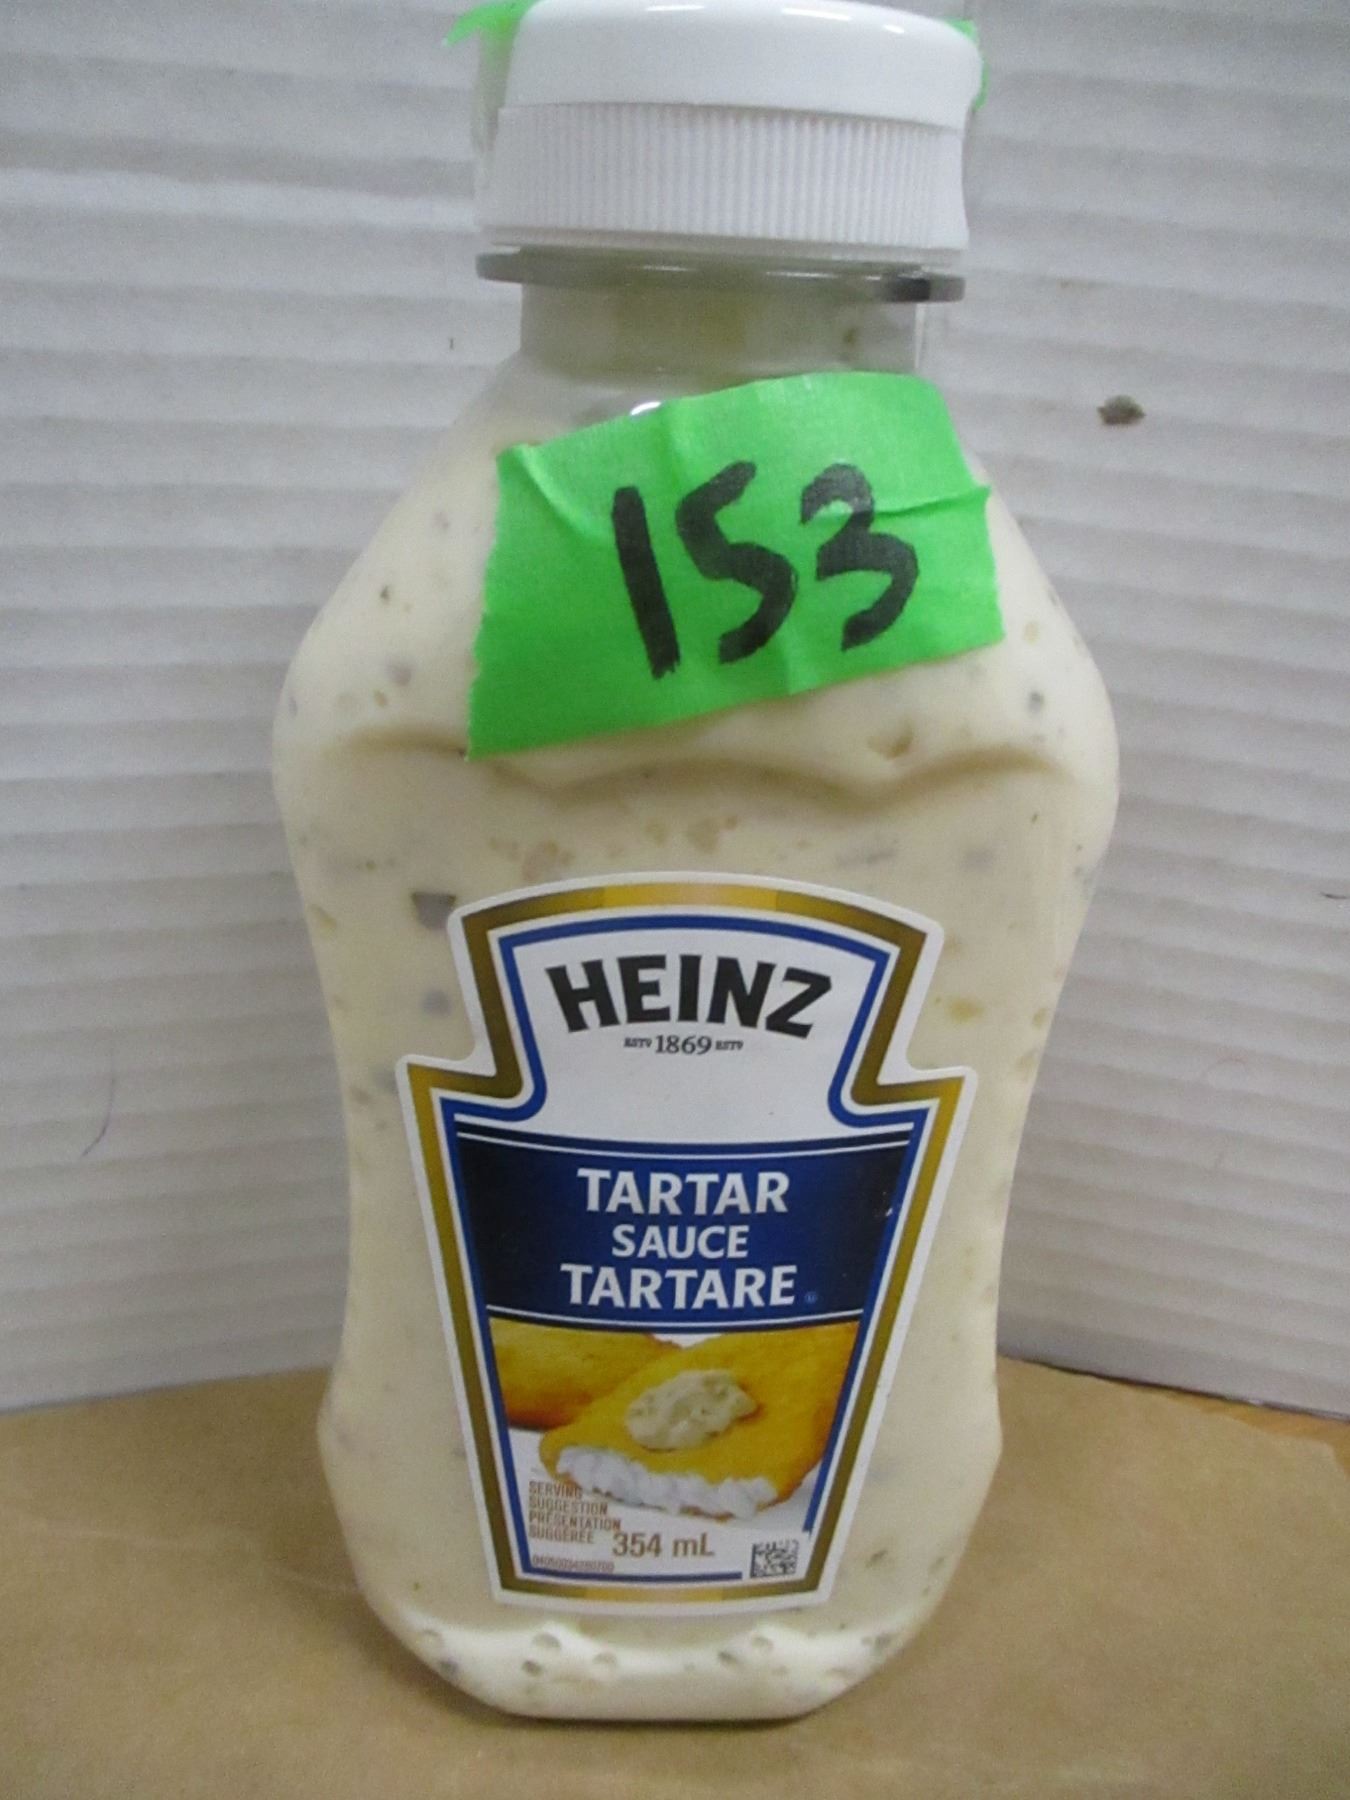 153
HEINZ
ESTD 1869 ESTD
TARTAR
SAUCE
TARTARE
SERVING
SUGGESTION
PRÉSENTATION
SUGGÉRÉE
354 mL